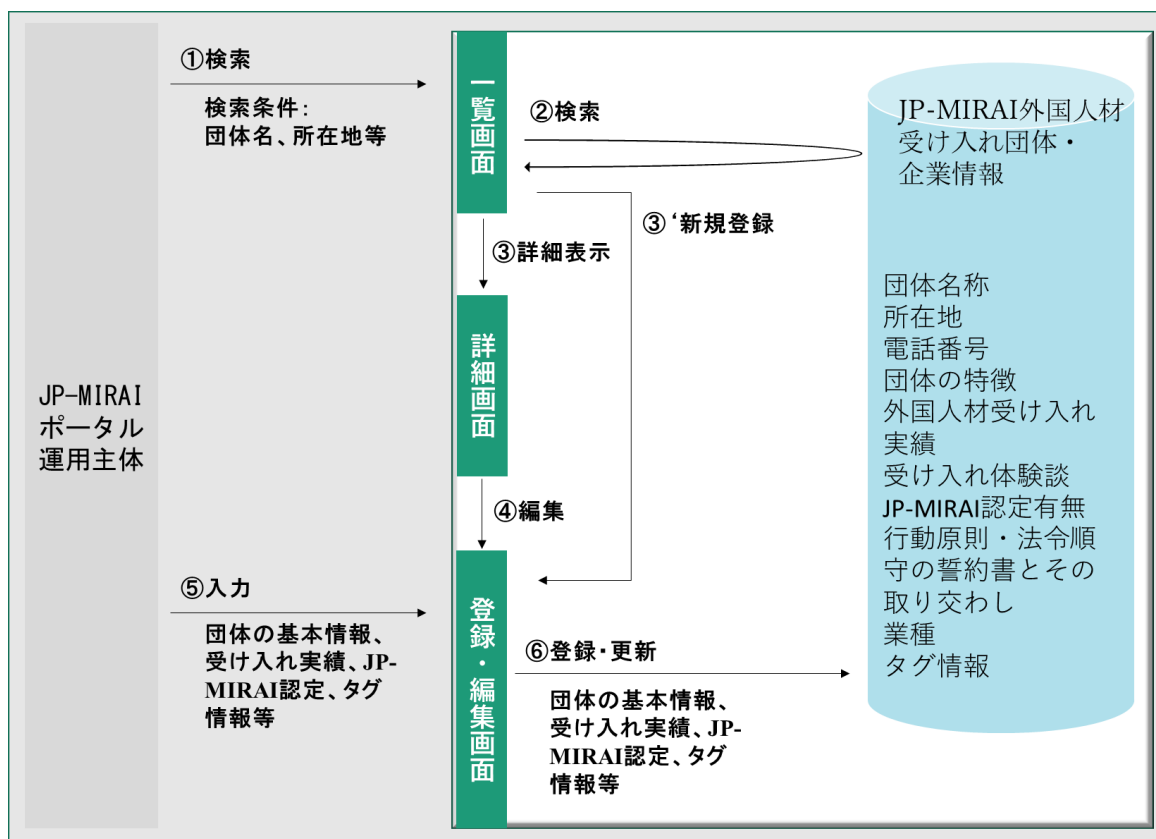 JP-MIRAI
ポータル
運用主体
①検索
検索条件：
団体名、所在地等
一覧画面
②検索
③詳細表示
③‘新規登録
詳細画面
④編集
⑤入力
団体の基本情報、
受け入れ実績、JP-
MIRAI認定、タグ
情報等
登録・編集画面
⑥登録・更新
団体の基本情報、
受け入れ実績、JP-
MIRAI認定、タグ
情報等
JP-MIRAI外国人材
受け入れ団体・
企業情報
団体名称
所在地
電話番号
団体の特徴
外国人材受け入れ
実績
受け入れ体験談
JP-MIRAI認定有無
行動原則・法令順
守の誓約書とその
取り交わし
業種
タグ情報